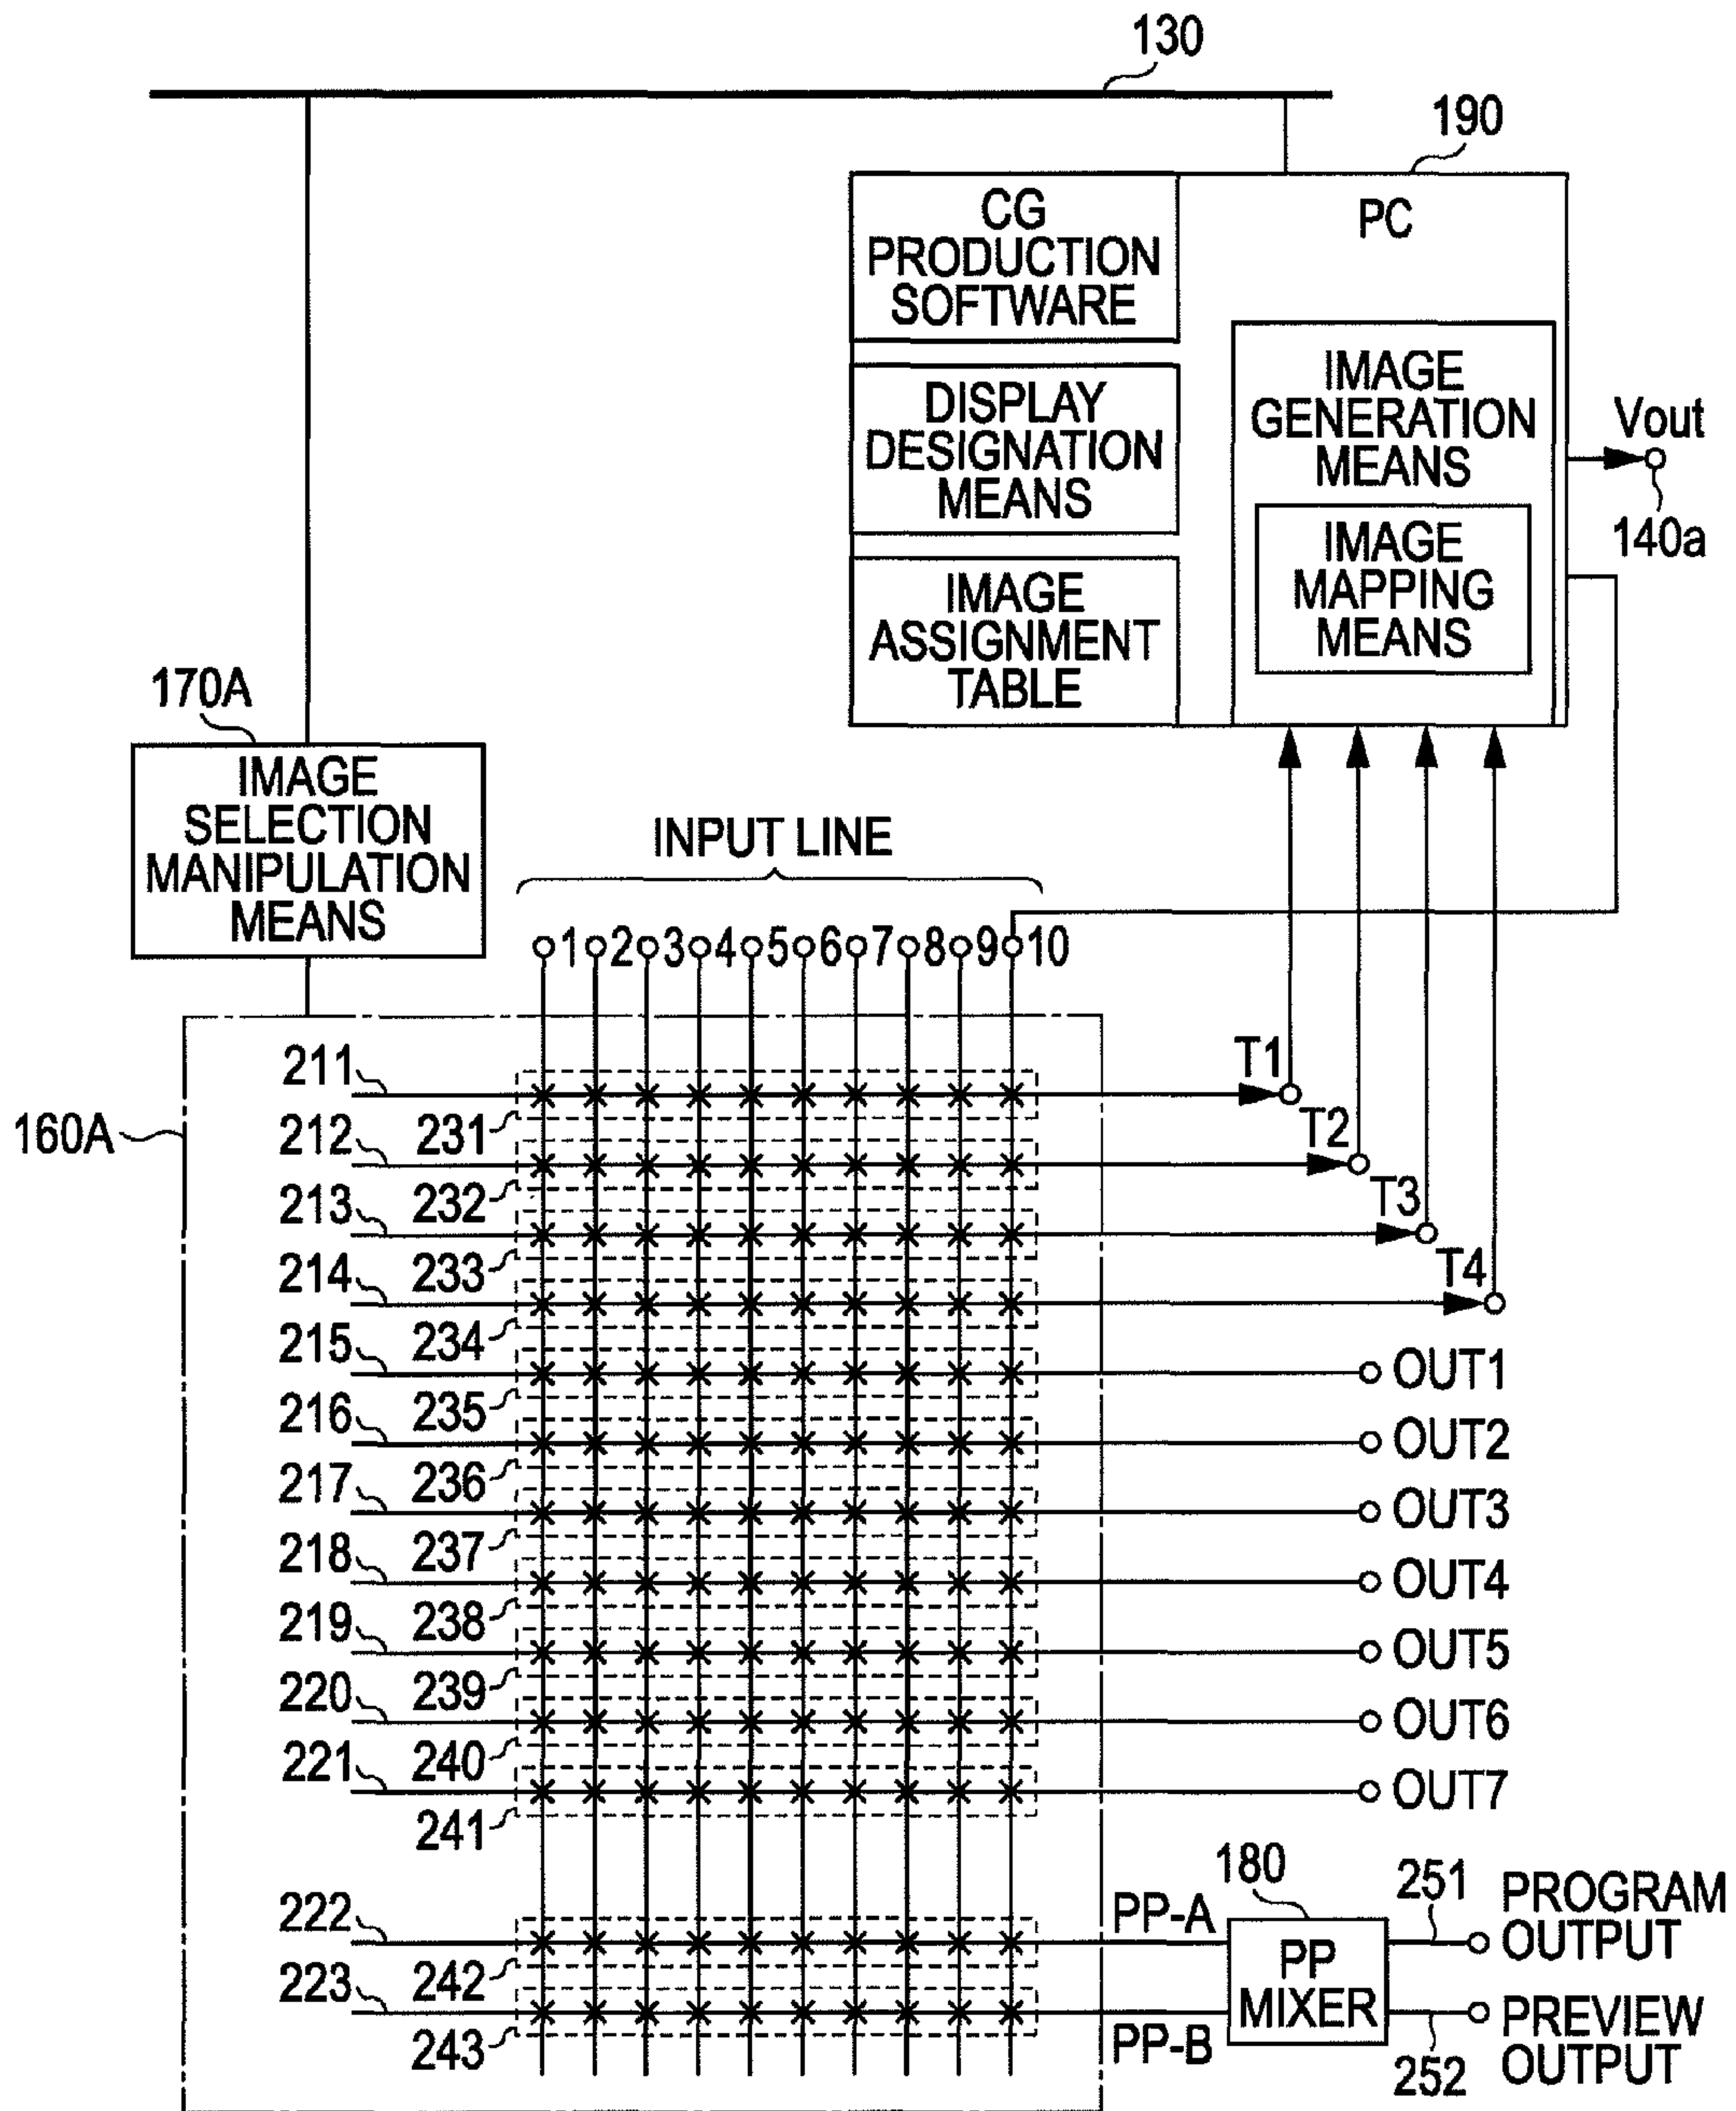 130
190
CG
PRODUCTION
SOFTWARE
PC
DISPLAY
DESIGNATION
MEANS
IMAGE
GENERATION
MEANS
Vout
140a
IMAGE
MAPPING
MEANS
IMAGE
ASSIGNMENT
TABLE
170A
IMAGE
SELECTION
MANIPULATION
MEANS
INPUT LINE
1 2 3 4 5 6 7 8 9 10
160A
211
231
T1
212
232
T2
213
233
T3
214
234
T4
215
235
OUT1
216
236
OUT2
217
237
OUT3
218
238
OUT4
219
239
OUT5
220
240
OUT6
221
241
OUT7
222
242
PP-A
180
PP
MIXER
251
PROGRAM
OUTPUT
223
243
PP-B
252
PREVIEW
OUTPUT